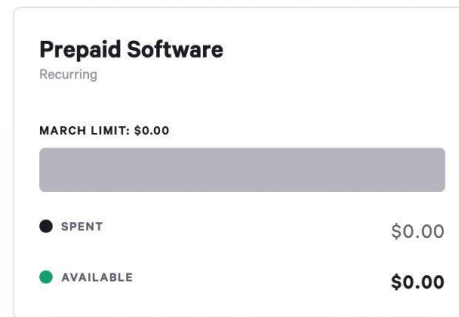 Prepaid Software
Recurring
MARCH LIMIT: $0.00
SPENT $0.00
AVAILABLE $0.00